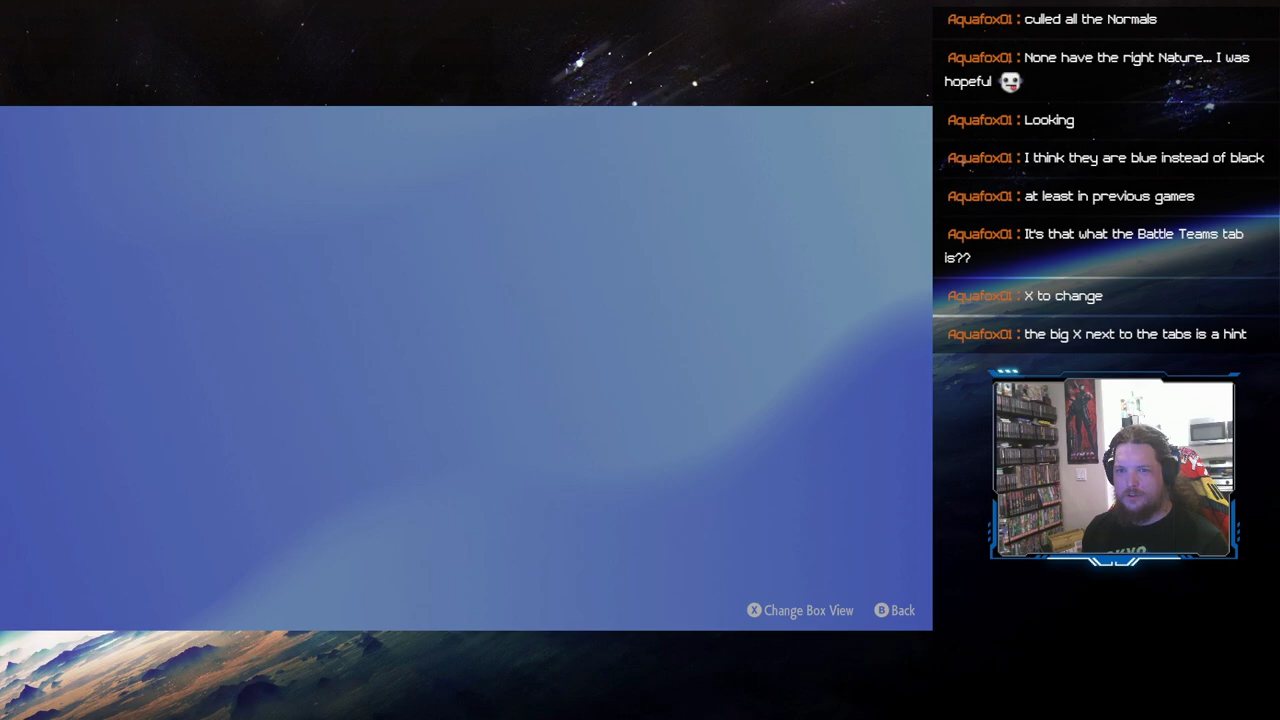 Aquafox01 : culled all the Normals
Aquafox01 : None have the right Nature... I was
hopeful
Aquafox01 : Looking
Aquafox01 : I think they are blue instead of black
Aquafox01 : at least in previous games
Aquafox01 : It's that what the Battle Teams tab
is??
Aquafox01 : X to change
Aquafox01 : the big X next to the tabs is a hint
X Change Box View B Back